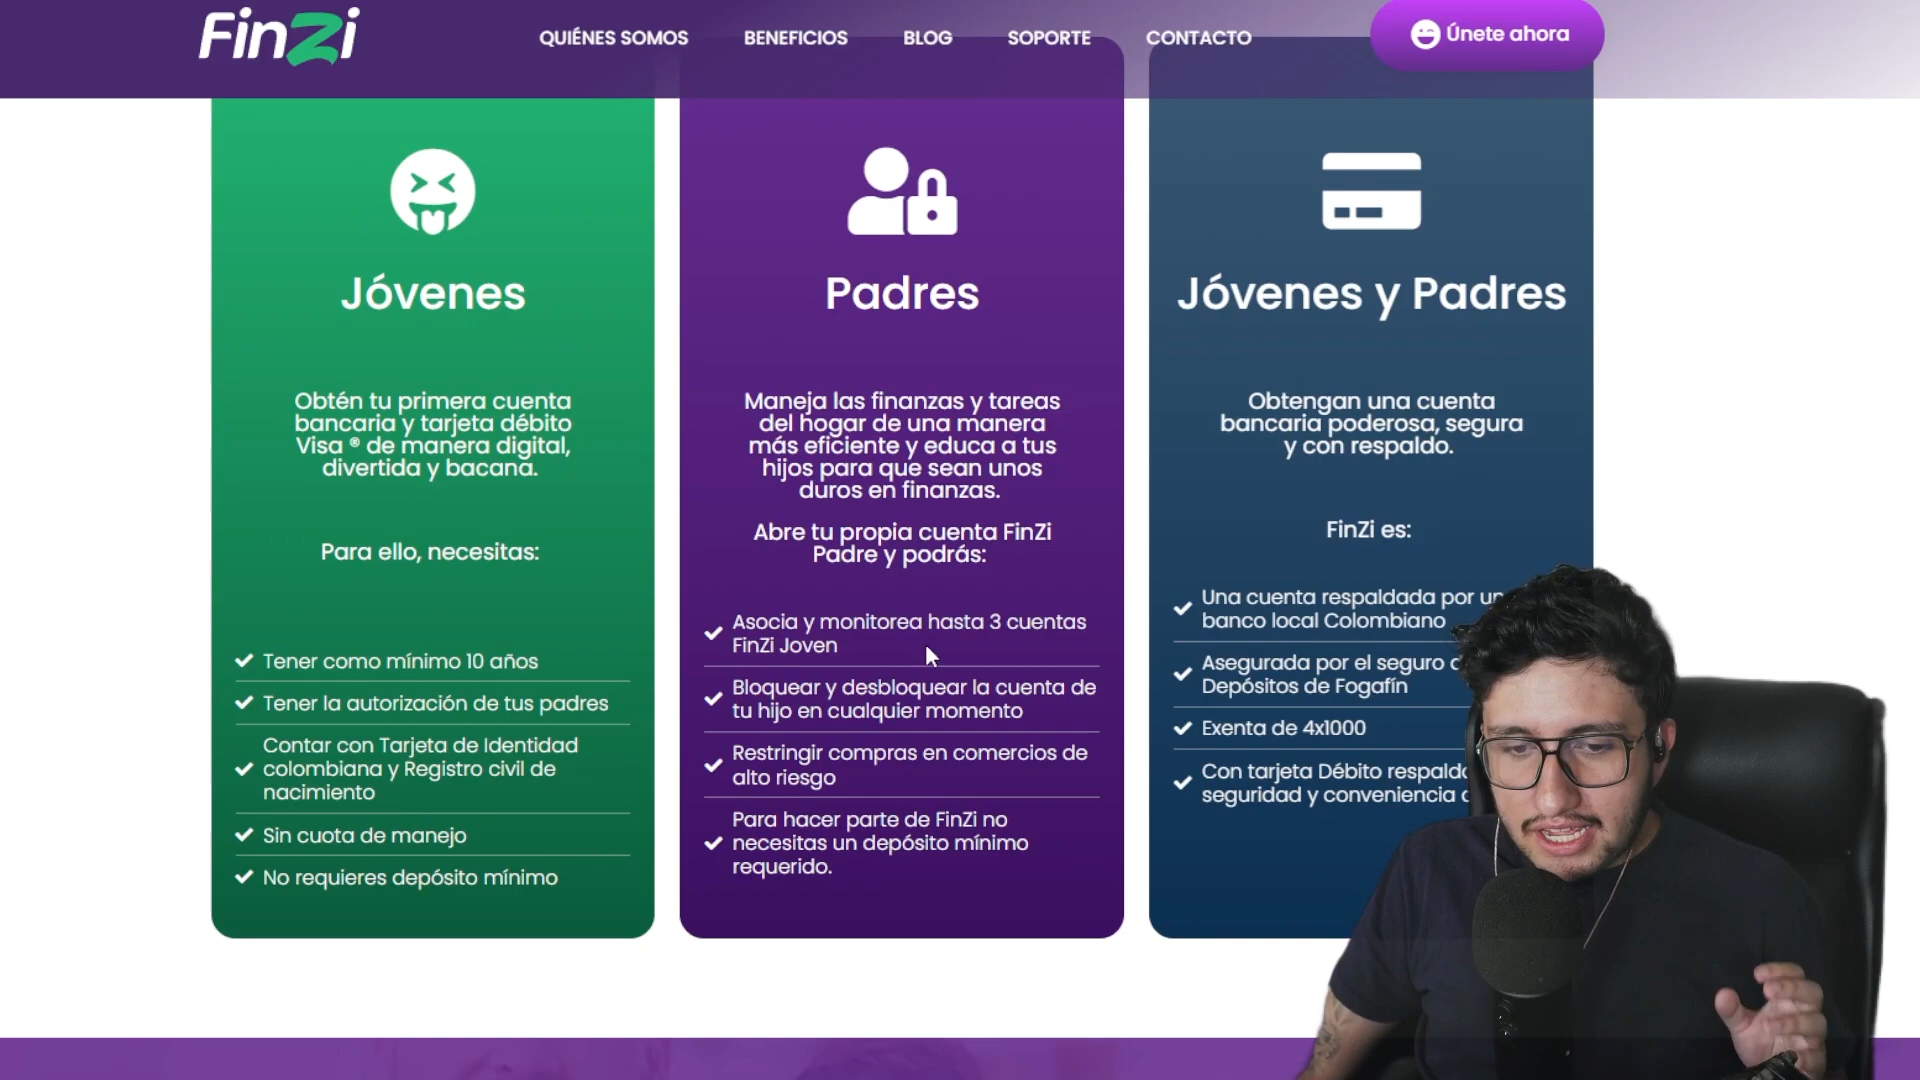 FinZi
QUIÉNES SOMOS
BENEFICIOS
BLOG
SOPORTE
CONTACTO
Únete ahora
Jóvenes
Obtén tu primera cuenta
bancaria y tarjeta débito
Visa ® de manera digital,
divertida y bacana.
Para ello, necesitas:
Tener como mínimo 10 años
Tener la autorización de tus padres
Contar con Tarjeta de Identidad
colombiana y Registro civil de
nacimiento
Sin cuota de manejo
No requieres depósito mínimo
Padres
Maneja las finanzas y tareas
del hogar de una manera
más eficiente y educa a tus
hijos para que sean unos
duros en finanzas.
Abre tu propia cuenta FinZi
Padre y podrás:
Asocia y monitorea hasta 3 cuentas
FinZi Joven
Bloquear y desbloquear la cuenta de
tu hijo en cualquier momento
Restringir compras en comercios de
alto riesgo
Para hacer parte de FinZi no
necesitas un depósito mínimo
requerido.
Jóvenes y Padres
Obtengan una cuenta
bancaria poderosa, segura
y con respaldo.
FinZi es:
Una cuenta respaldada por un
banco local Colombiano
Asegurada por el seguro
Depósitos de Fogafín
Exenta de 4x1000
Con tarjeta Débito
seguridad y conveniencia